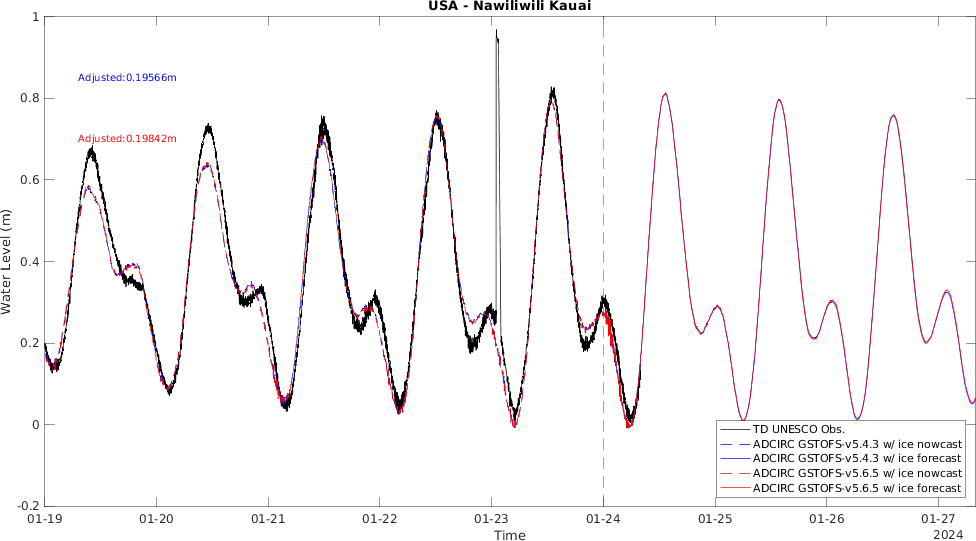 USA - Nawiliwili Kauai
1
0.8
0.6
0.4
0.2
0
-0.2
Water Level (m)
Adjusted:0.19566m
Adjusted:0.19842m
TD UNESCO Obs.
ADCIRC GSTOFS-v5.4.3 w/ ice nowcast
ADCIRC GSTOFS-v5.4.3 w/ ice forecast
ADCIRC GSTOFS-v5.6.5 w/ ice nowcast
ADCIRC GSTOFS-v5.6.5 w/ ice forecast
01-19 01-20 01-21 01-22 01-23 01-24 01-25 01-26 01-27
Time
2024